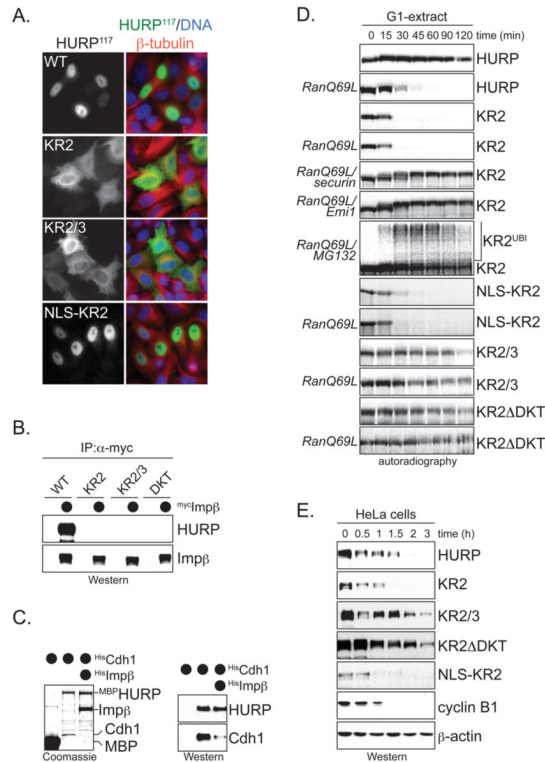 A.
HURP117/DNA
HURP117 β-tubulin
WT
KR2
KR2/3
NLS-KR2
B.
IP:α-myc
WT KR2 KR2/3 DKT
mycImpβ
HURP
Impβ
Western
C.
HisCdh1
HisImpβ
MBPHURP
Impβ
Cdh1
MBP
Coomassie
HisCdh1
HisImpβ
HURP
Cdh1
Western
D.
G1-extract
0 15 30 45 60 90 120 time (min)
HURP
RanQ69L HURP
KR2
RanQ69L KR2
RanQ69L/
securin KR2
RanQ69L/
Emi1 KR2
RanQ69L/
MG132 KR2UBI
KR2
NLS-KR2
RanQ69L NLS-KR2
KR2/3
RanQ69L KR2/3
KR2ΔDKT
RanQ69L KR2ΔDKT
autoradiography
E.
HeLa cells
0 0.5 1 1.5 2 3 time (h)
HURP
KR2
KR2/3
KR2ΔDKT
NLS-KR2
cyclin B1
β-actin
Western